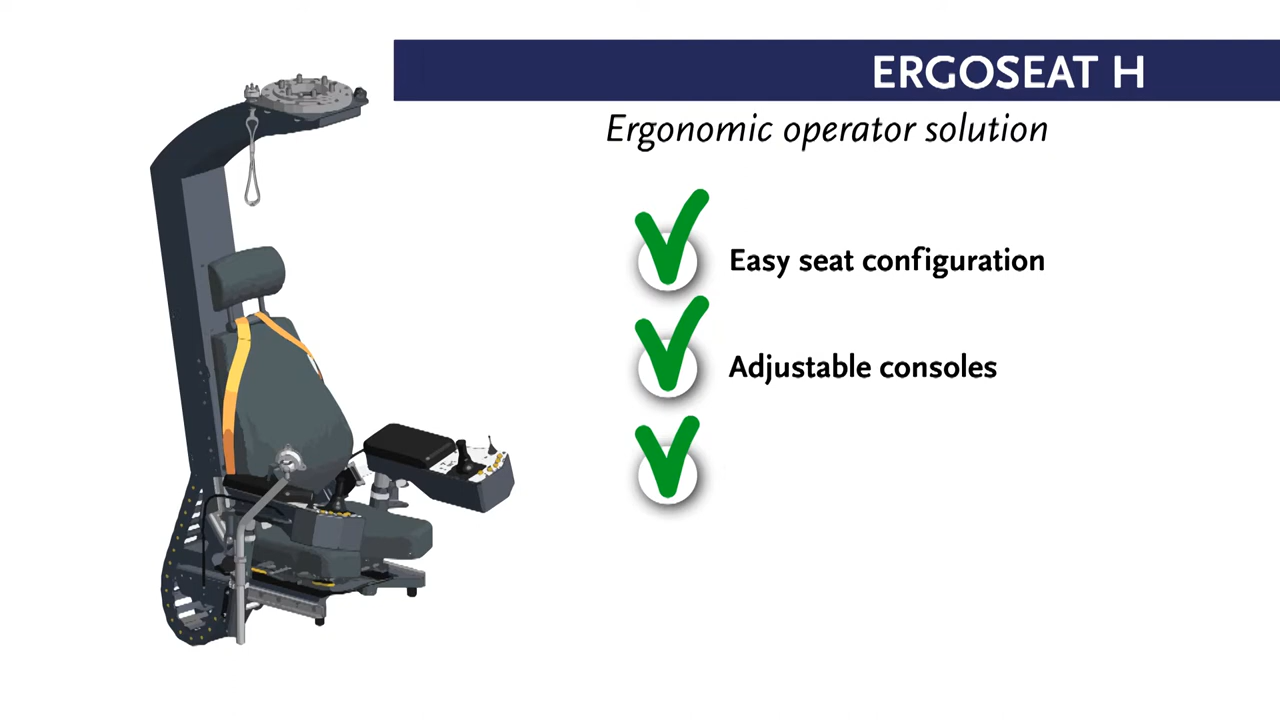 ERGOSEAT H
Ergonomic operator solution
Easy seat configuration
Adjustable consoles